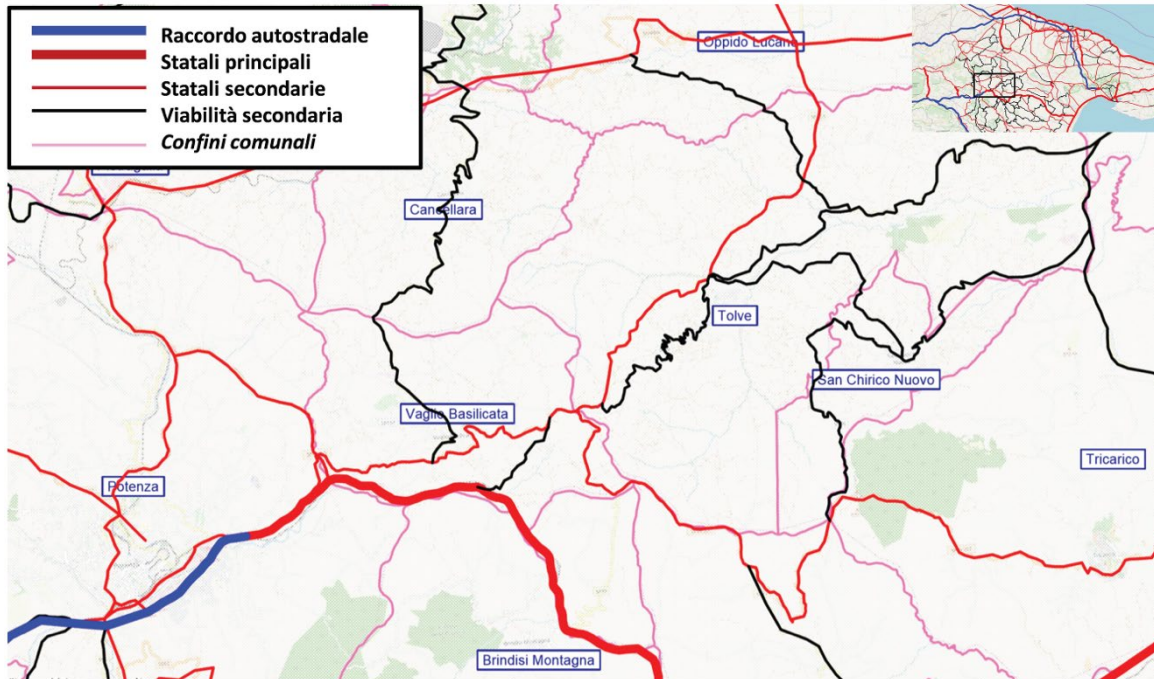 Raccordo autostradale
Statali principali
Statali secondarie
Viabilità secondaria
Confini comunali
Oppido Lucano
Cancellara
Tolve
San Chirico Nuovo
Vaglio Basilicata
Tricarico
Potenza
Brindisi Montagna